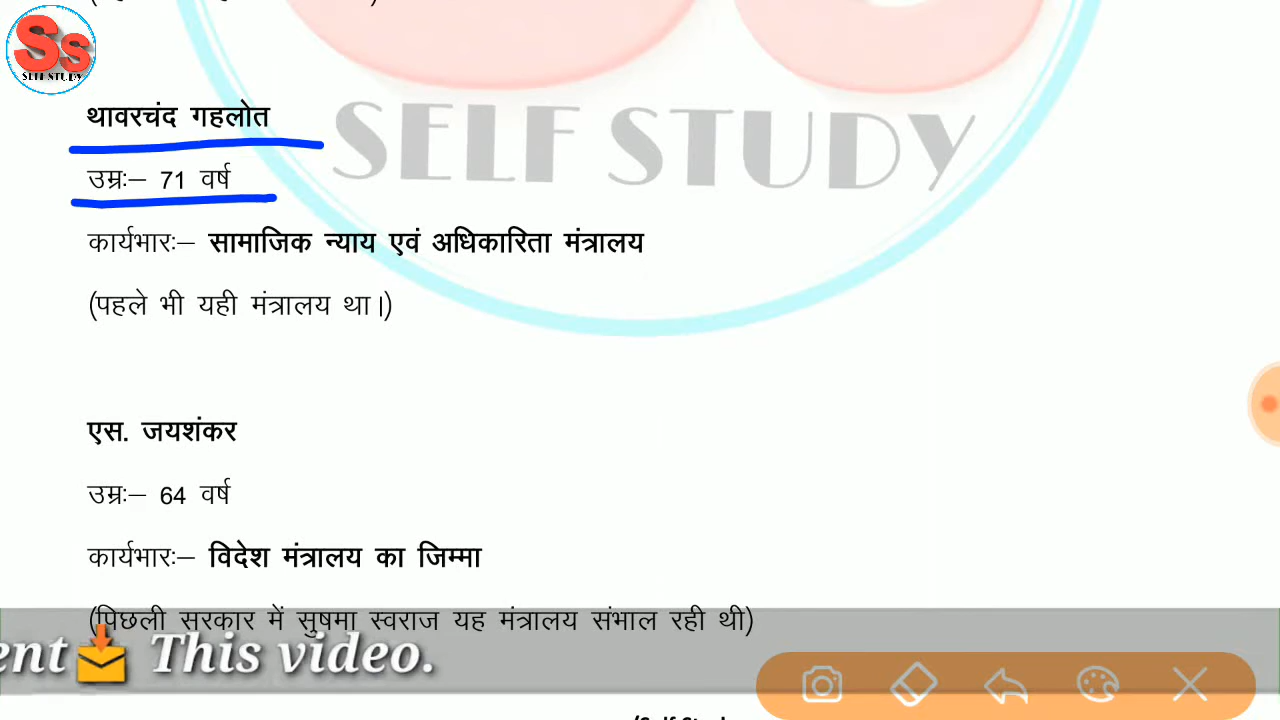 Ss
SELF STUDY
SELF STUDY
थावरचंद गहलोत
उम्रः– 71 वर्ष
कार्यभारः– सामाजिक न्याय एवं अधिकारिता मंत्रालय
(पहले भी यही मंत्रालय था।)
एस. जयशंकर
उम्रः– 64 वर्ष
कार्यभारः– विदेश मंत्रालय का जिम्मा
(पिछली सरकार में सुषमा स्वराज यह मंत्रालय संभाल रही थी)
This video.